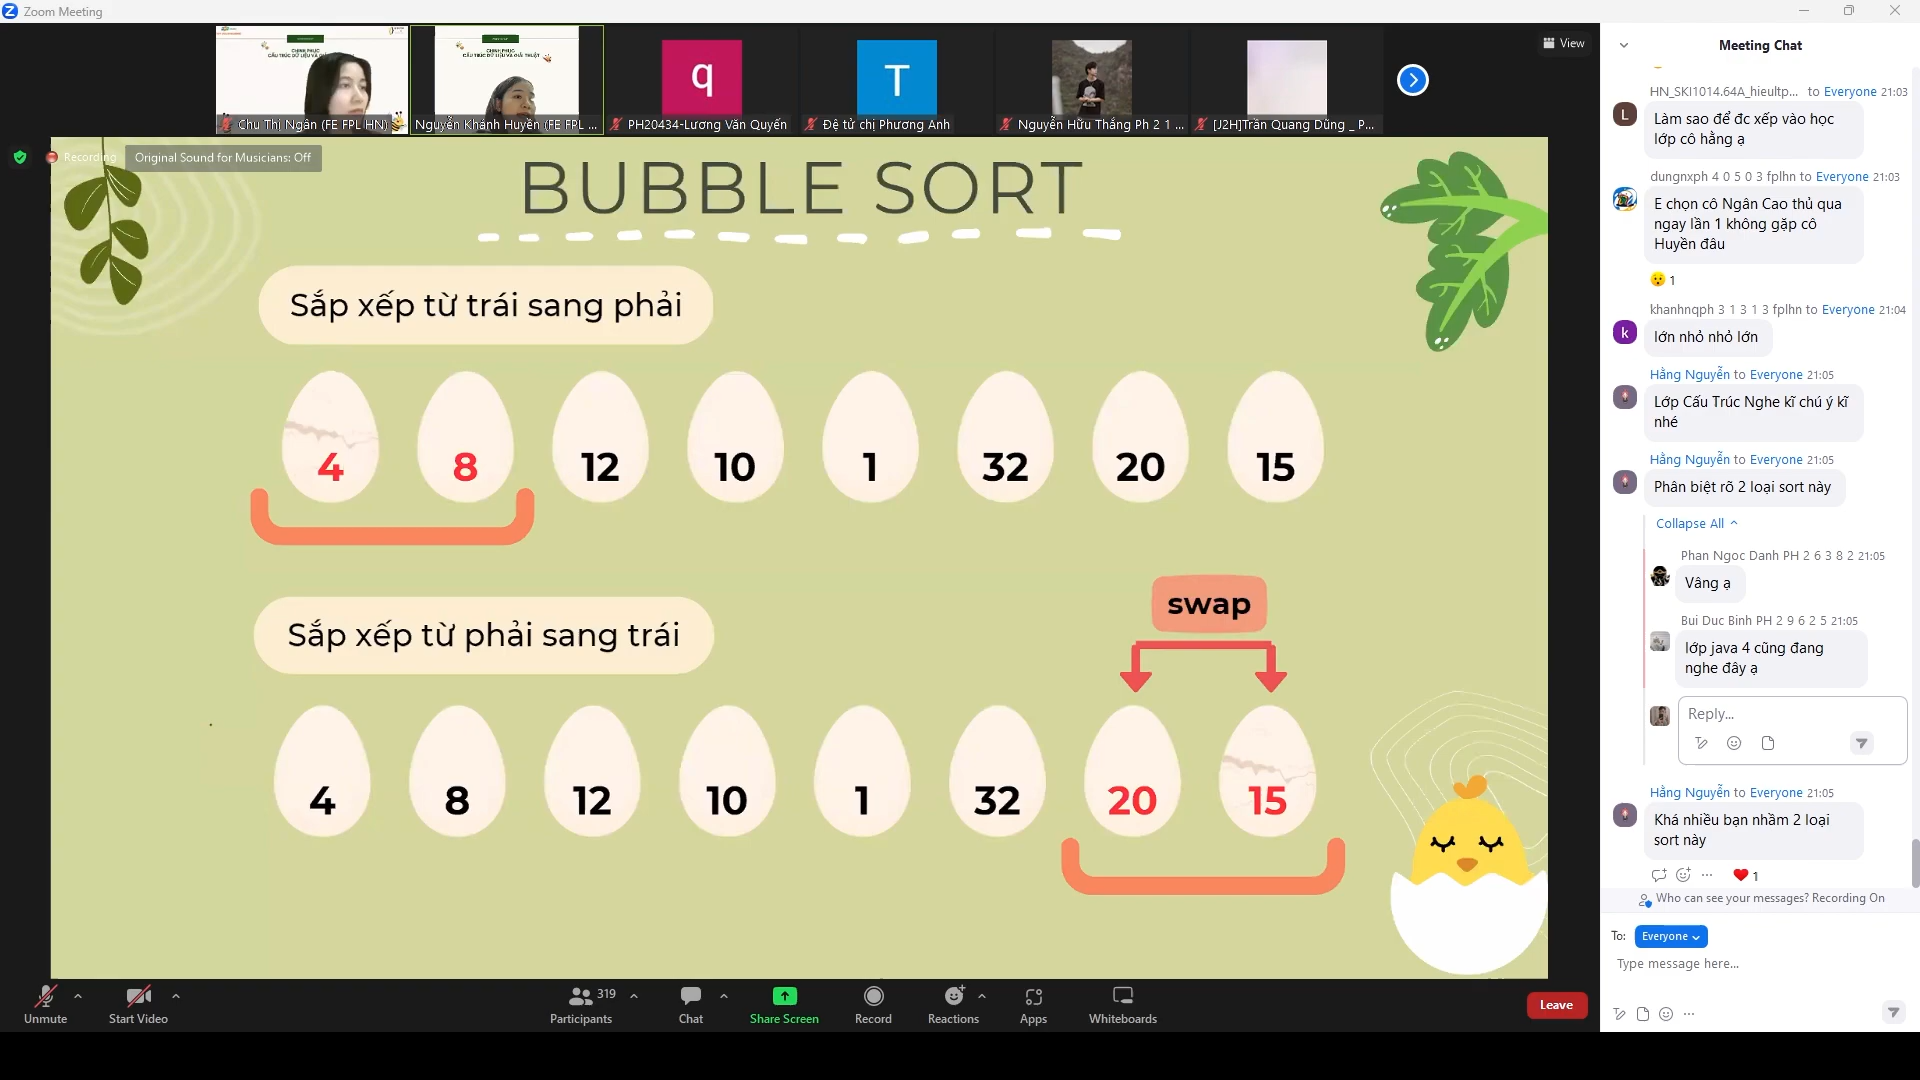 Zoom Meeting
View
CHINH PHỤC
CẤU TRÚC DỮ LIỆU VÀ GIẢI THUẬT
Chu Thị Ngân (FE FPL HN)
Nguyễn Khánh Huyền (FE FPL ...
q
PH20434-Lương Văn Quyến
T
Đệ tử chị Phương Anh
Nguyễn Hữu Thắng Ph 2 1 ...
[J2H]Trần Quang Dũng _ P...
Recording
Original Sound for Musicians: Off
BUBBLE SORT
Sắp xếp từ trái sang phải
4 8 12 10 1 32 20 15
swap
Sắp xếp từ phải sang trái
4 8 12 10 1 32 20 15
Unmute
Start Video
319
Participants
Chat
Share Screen
Record
Reactions
Apps
Whiteboards
Leave
Meeting Chat
HN_SKI1014.64A_hieultp... to Everyone 21:03
L
Làm sao để đc xếp vào học
lớp cô hằng ạ
dungnxph 4 0 5 0 3 fplhn to Everyone 21:03
E chọn cô Ngân Cao thủ qua
ngay lần 1 không gặp cô
Huyền đâu
1
khanhnqph 3 1 3 1 3 fplhn to Everyone 21:04
k
lớn nhỏ nhỏ lớn
Hằng Nguyễn to Everyone 21:05
Lớp Cấu Trúc Nghe kĩ chú ý kĩ
nhé
Hằng Nguyễn to Everyone 21:05
Phân biệt rõ 2 loại sort này
Collapse All
Phan Ngoc Danh PH 2 6 3 8 2 21:05
Vâng ạ
Bui Duc Binh PH 2 9 6 2 5 21:05
lớp java 4 cũng đang
nghe đây ạ
Reply...
Hằng Nguyễn to Everyone 21:05
Khá nhiều bạn nhầm 2 loại
sort này
1
Who can see your messages? Recording On
To: Everyone
Type message here...